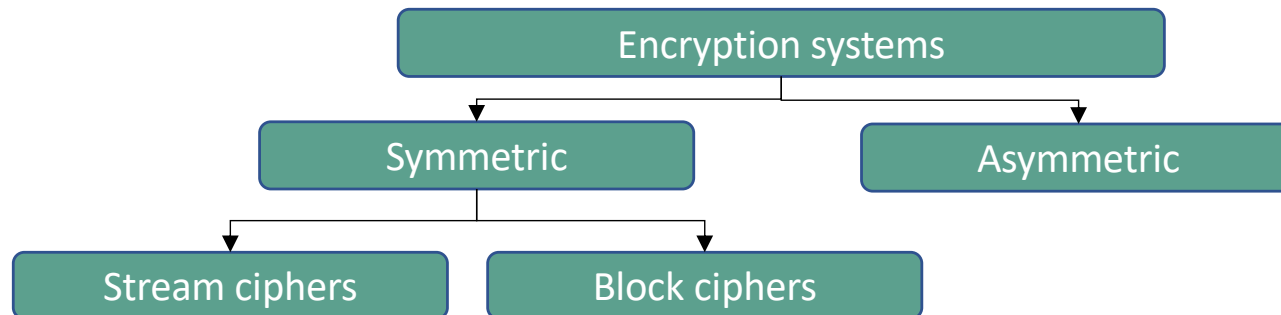 Encryption systems
Symmetric
Asymmetric
Stream ciphers
Block ciphers